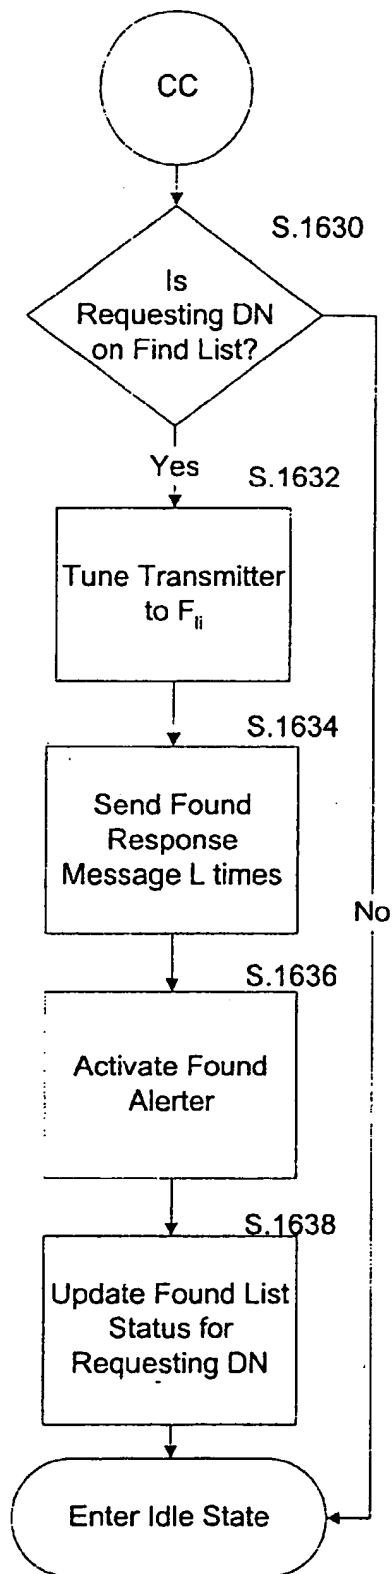 CC
S.1630
Is
Requesting DN
on Find List?
Yes
S.1632
Tune Transmitter
to Fli
S.1634
Send Found
Response
Message L times
No
S.1636
Activate Found
Alerter
S.1638
Update Found List
Status for
Requesting DN
Enter Idle State